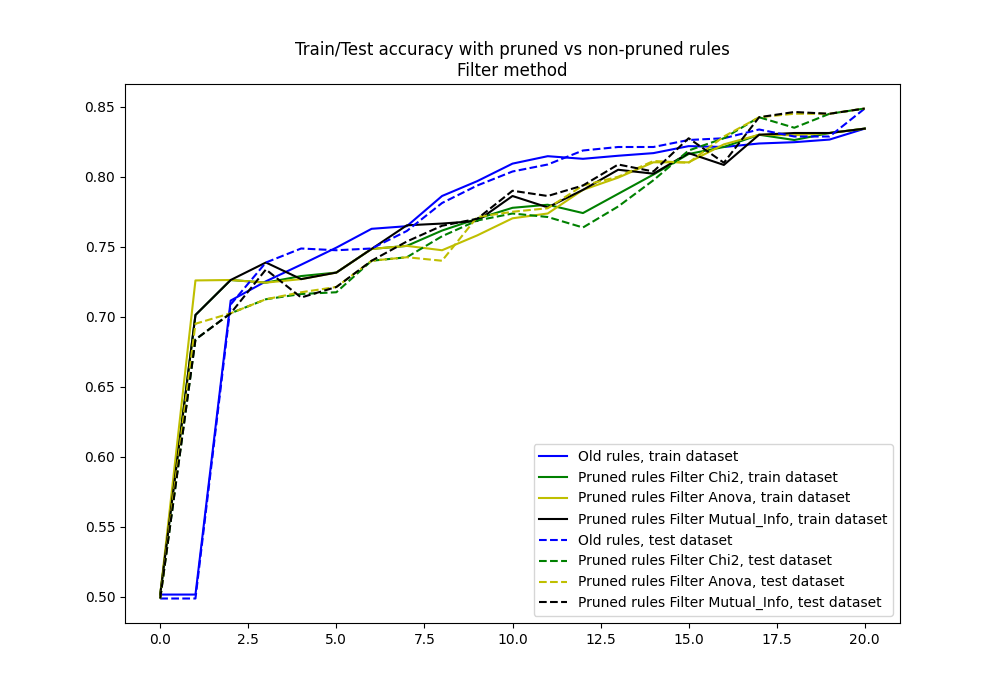 Train/Test accuracy with pruned vs non-pruned rules
Filter method
0.85
0.80
0.75
0.70
0.65
0.60
0.55
0.50
Old rules, train dataset
Pruned rules Filter Chi2, train dataset
Pruned rules Filter Anova, train dataset
Pruned rules Filter Mutual_Info, train dataset
Old rules, test dataset
Pruned rules Filter Chi2, test dataset
Pruned rules Filter Anova, test dataset
Pruned rules Filter Mutual_Info, test dataset
0.0 2.5 5.0 7.5 10.0 12.5 15.0 17.5 20.0